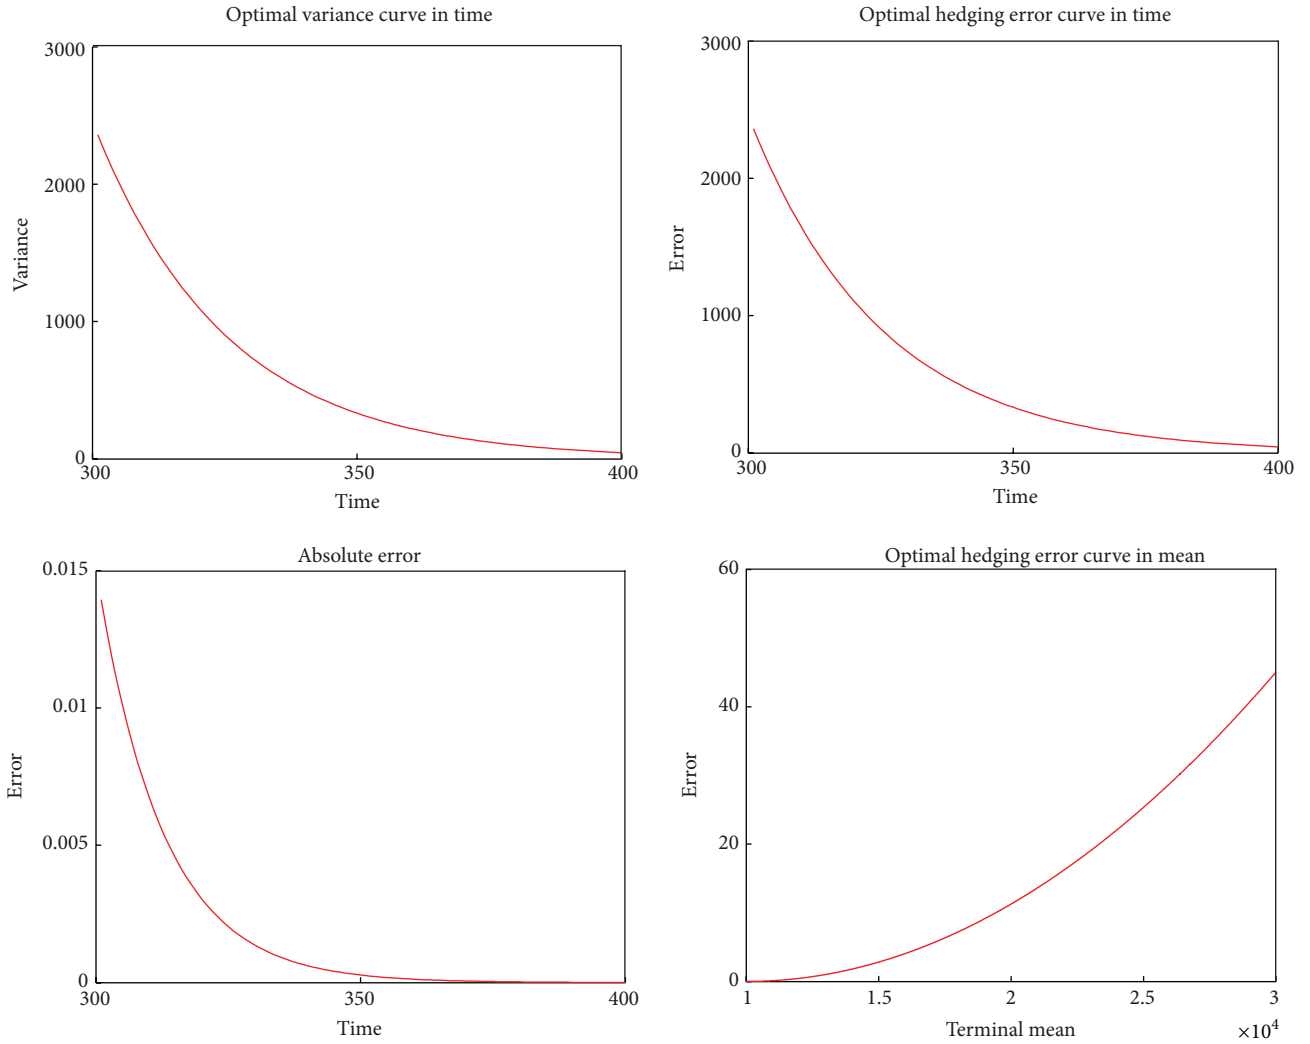 Optimal variance curve in time
3000
2000
1000
0
300
350
400
Variance
Time
Optimal hedging error curve in time
3000
2000
1000
0
300
350
400
Error
Time
Absolute error
0.015
0.01
0.005
0
300
350
400
Error
Time
Optimal hedging error curve in mean
60
40
20
0
1
1.5
2
2.5
3
Error
Terminal mean
×10⁴